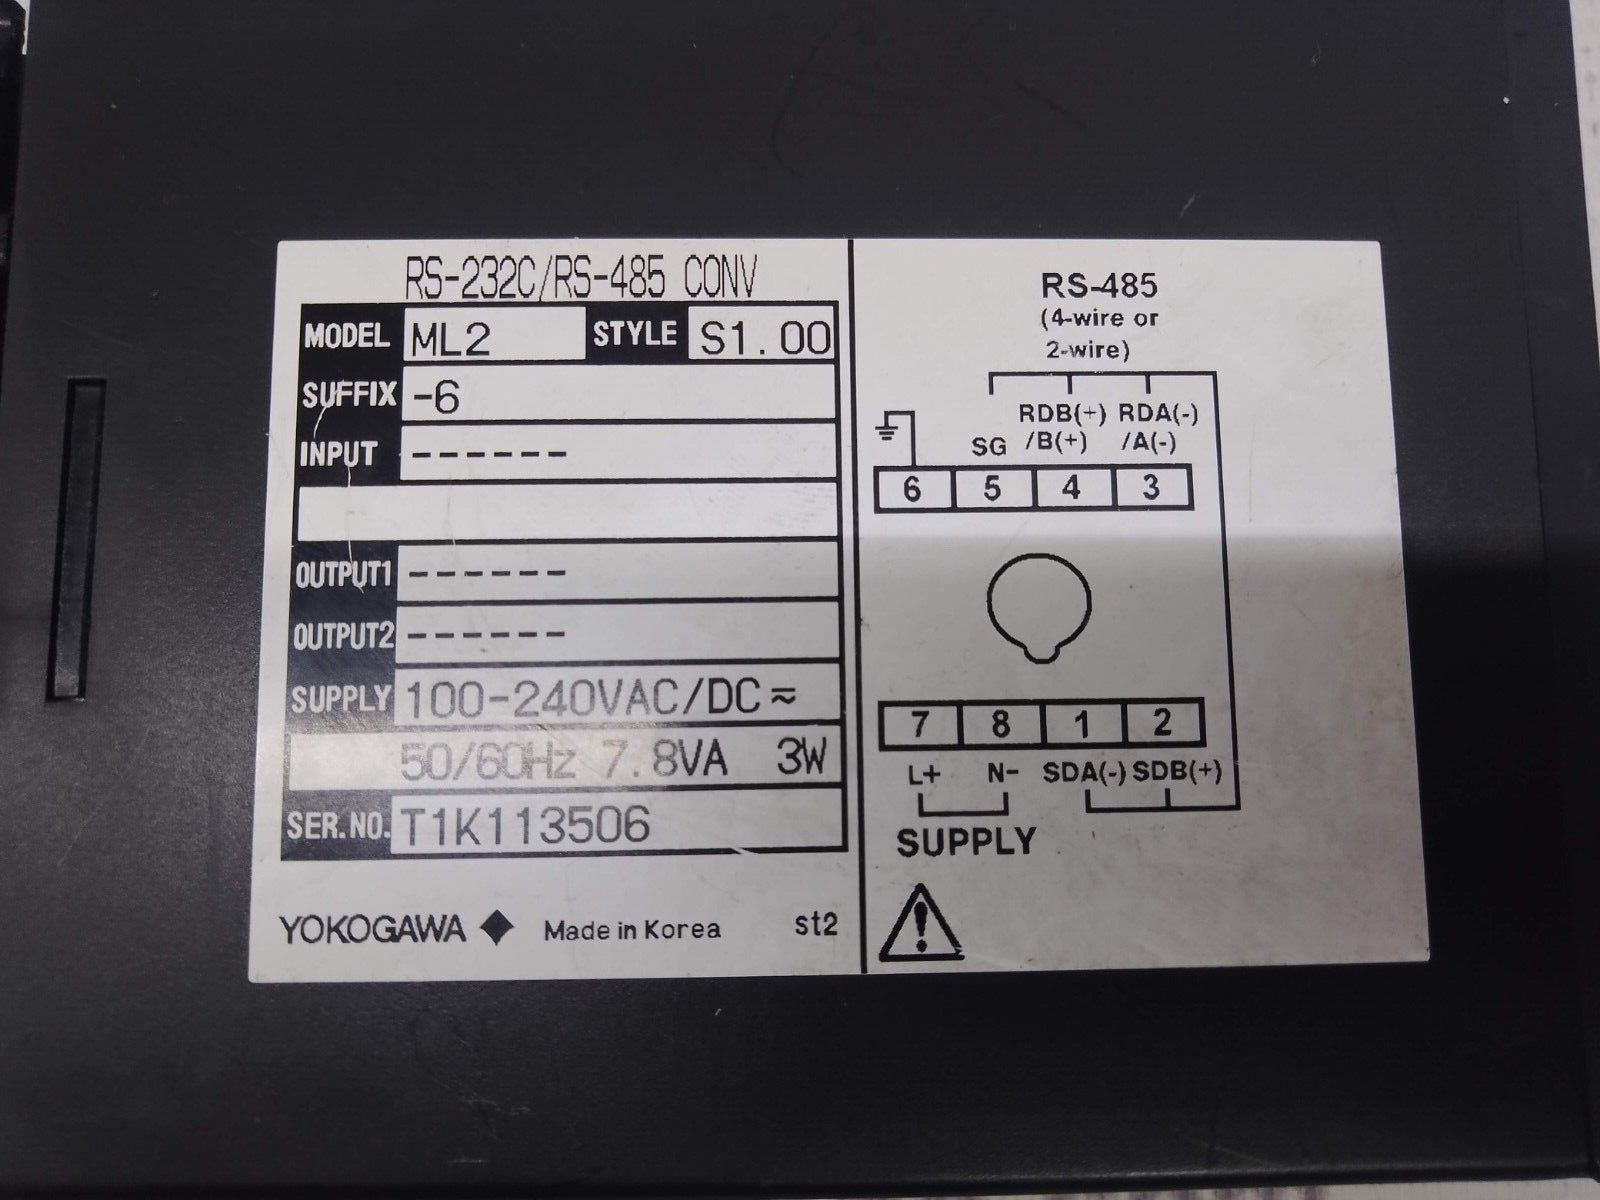 RS-232C/RS-485 CONV
MODEL ML2 STYLE S1.00
SUFFIX -6
INPUT ------
OUTPUT1 ------
OUTPUT2 ------
SUPPLY 100-240VAC/DC ≂
50/60Hz 7.8VA 3W
SER.NO. T1K113506
YOKOGAWA ◆ Made in Korea st2
RS-485
(4-wire or
2-wire)
RDB(+) RDA(-)
SG /B(+) /A(-)
6 5 4 3
7 8 1 2
L+ N- SDA(-) SDB(+)
SUPPLY
!